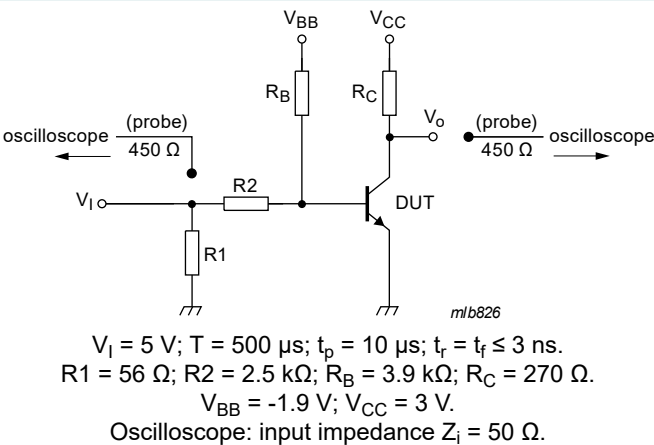 V_BB V_CC
R_B R_C
(probe) V_o (probe)
oscilloscope 450 Ω 450 Ω oscilloscope
R2
V_I DUT
R1
mlb826
V_I = 5 V; T = 500 µs; t_p = 10 µs; t_r = t_f ≤ 3 ns.
R1 = 56 Ω; R2 = 2.5 kΩ; R_B = 3.9 kΩ; R_C = 270 Ω.
V_BB = -1.9 V; V_CC = 3 V.
Oscilloscope: input impedance Z_i = 50 Ω.